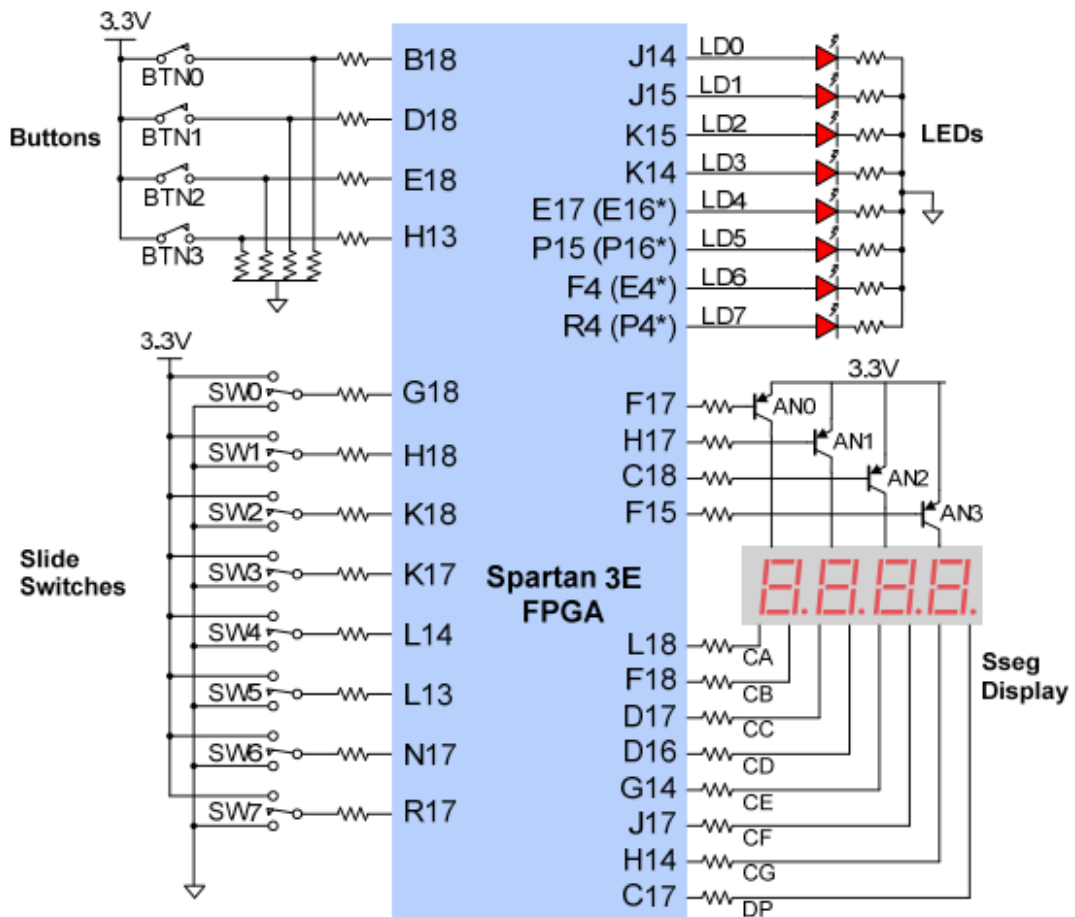 3.3V
BTN0
B18
BTN1
D18
Buttons
BTN2
E18
BTN3
H13
3.3V
SW0
G18
SW1
H18
SW2
K18
Slide
Switches
SW3
K17
SW4
L14
SW5
L13
SW6
N17
SW7
R17
Spartan 3E
FPGA
J14 LD0
J15 LD1
K15 LD2
LEDs
K14 LD3
E17 (E16*) LD4
P15 (P16*) LD5
F4 (E4*) LD6
R4 (P4*) LD7
3.3V
F17 AN0
H17 AN1
C18 AN2
F15 AN3
8.8.8.8.
Sseg
Display
L18 CA
F18 CB
D17 CC
D16 CD
G14 CE
J17 CF
H14 CG
C17 DP